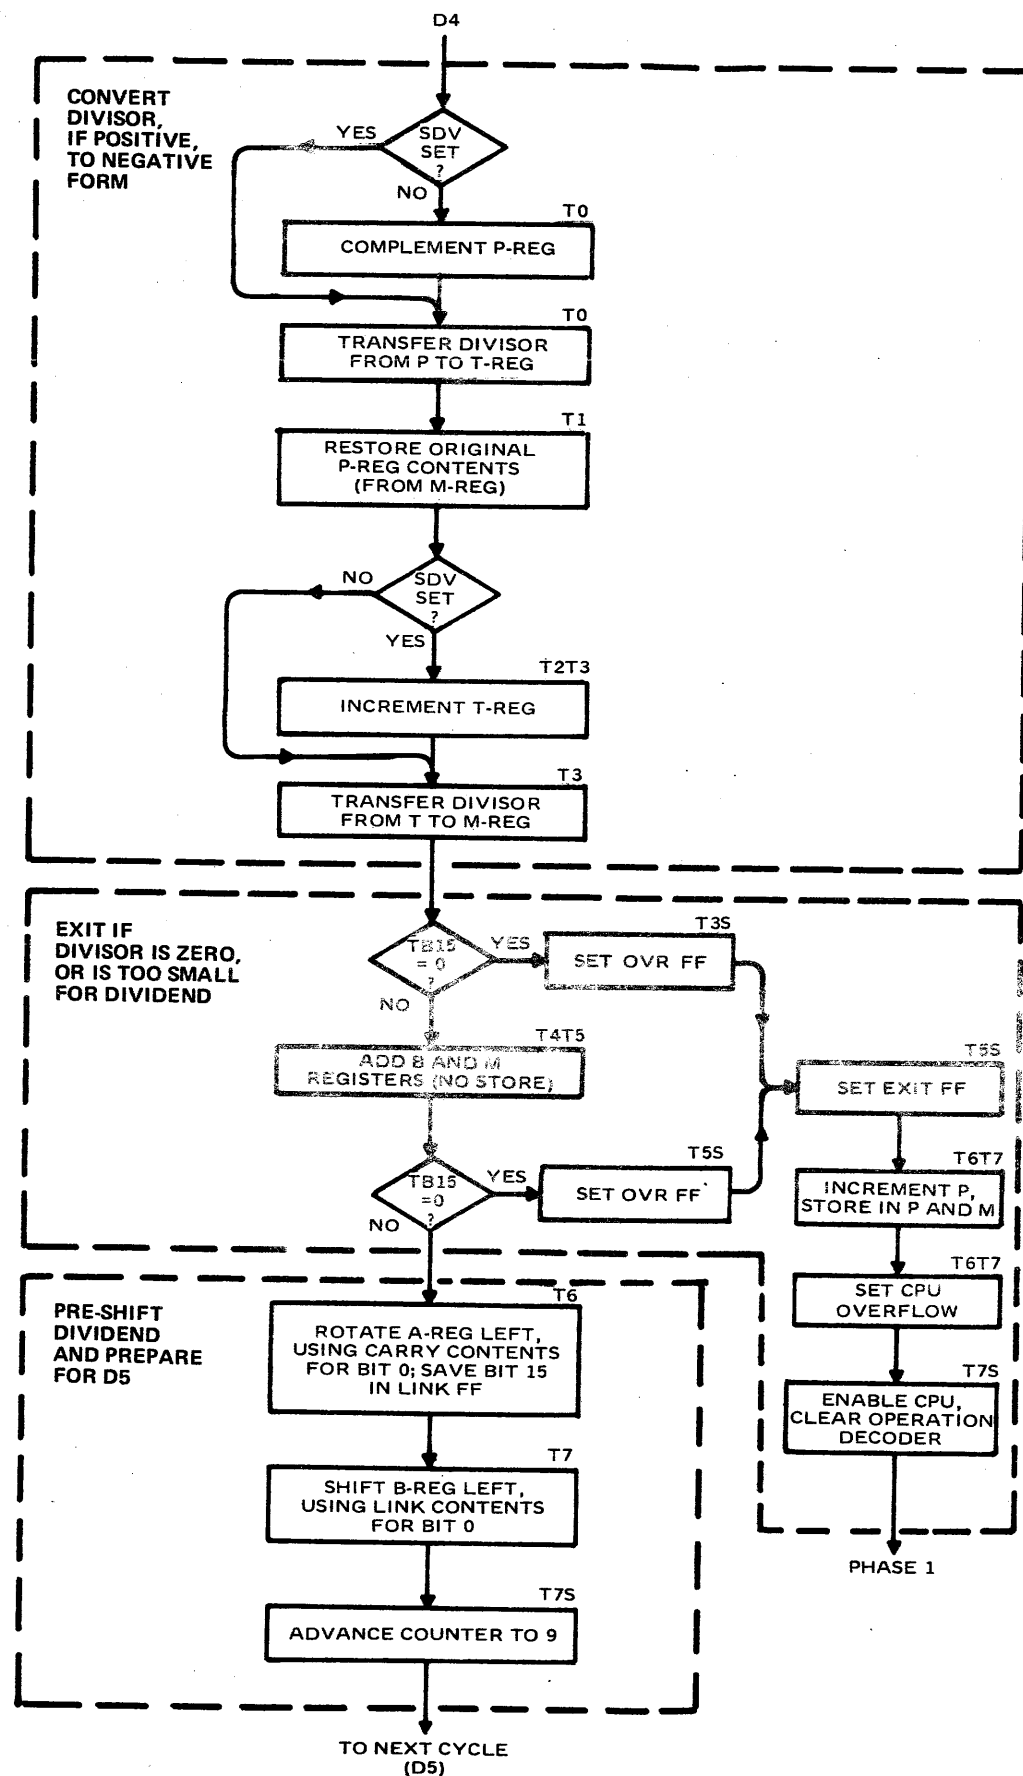 D4
CONVERT
DIVISOR,
IF POSITIVE,
TO NEGATIVE
FORM
YES
SDV
SET
?
NO
T0
COMPLEMENT P-REG
T0
TRANSFER DIVISOR
FROM P TO T-REG
T1
RESTORE ORIGINAL
P-REG CONTENTS
(FROM M-REG)
NO
SDV
SET
?
YES
T2T3
INCREMENT T-REG
T3
TRANSFER DIVISOR
FROM T TO M-REG
EXIT IF
DIVISOR IS ZERO,
OR IS TOO SMALL
FOR DIVIDEND
TB15
= 0
?
YES
NO
T3S
SET OVR FF
T4T5
ADD B AND M
REGISTERS (NO STORE)
T5S
SET EXIT FF
TB15
=0
?
YES
NO
T5S
SET OVR FF
T6T7
INCREMENT P,
STORE IN P AND M
T6T7
SET CPU
OVERFLOW
T7S
ENABLE CPU,
CLEAR OPERATION
DECODER
PHASE 1
PRE-SHIFT
DIVIDEND
AND PREPARE
FOR D5
T6
ROTATE A-REG LEFT,
USING CARRY CONTENTS
FOR BIT 0; SAVE BIT 15
IN LINK FF
T7
SHIFT B-REG LEFT,
USING LINK CONTENTS
FOR BIT 0
T7S
ADVANCE COUNTER TO 9
TO NEXT CYCLE
(D5)